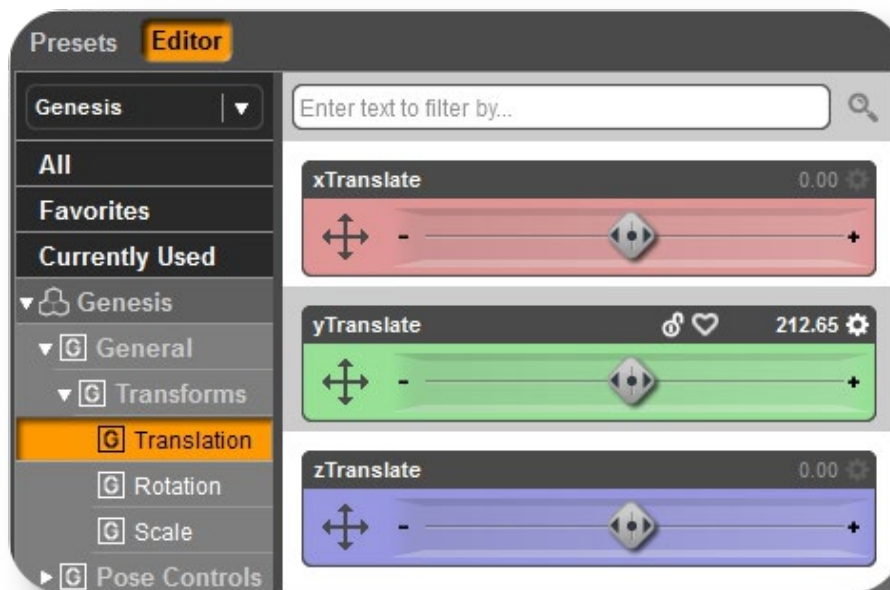 Presets Editor
Genesis
Enter text to filter by...
All
Favorites
Currently Used
Genesis
G General
G Transforms
G Translation
G Rotation
G Scale
G Pose Controls
xTranslate 0.00
- +
yTranslate 212.65
- +
zTranslate 0.00
- +